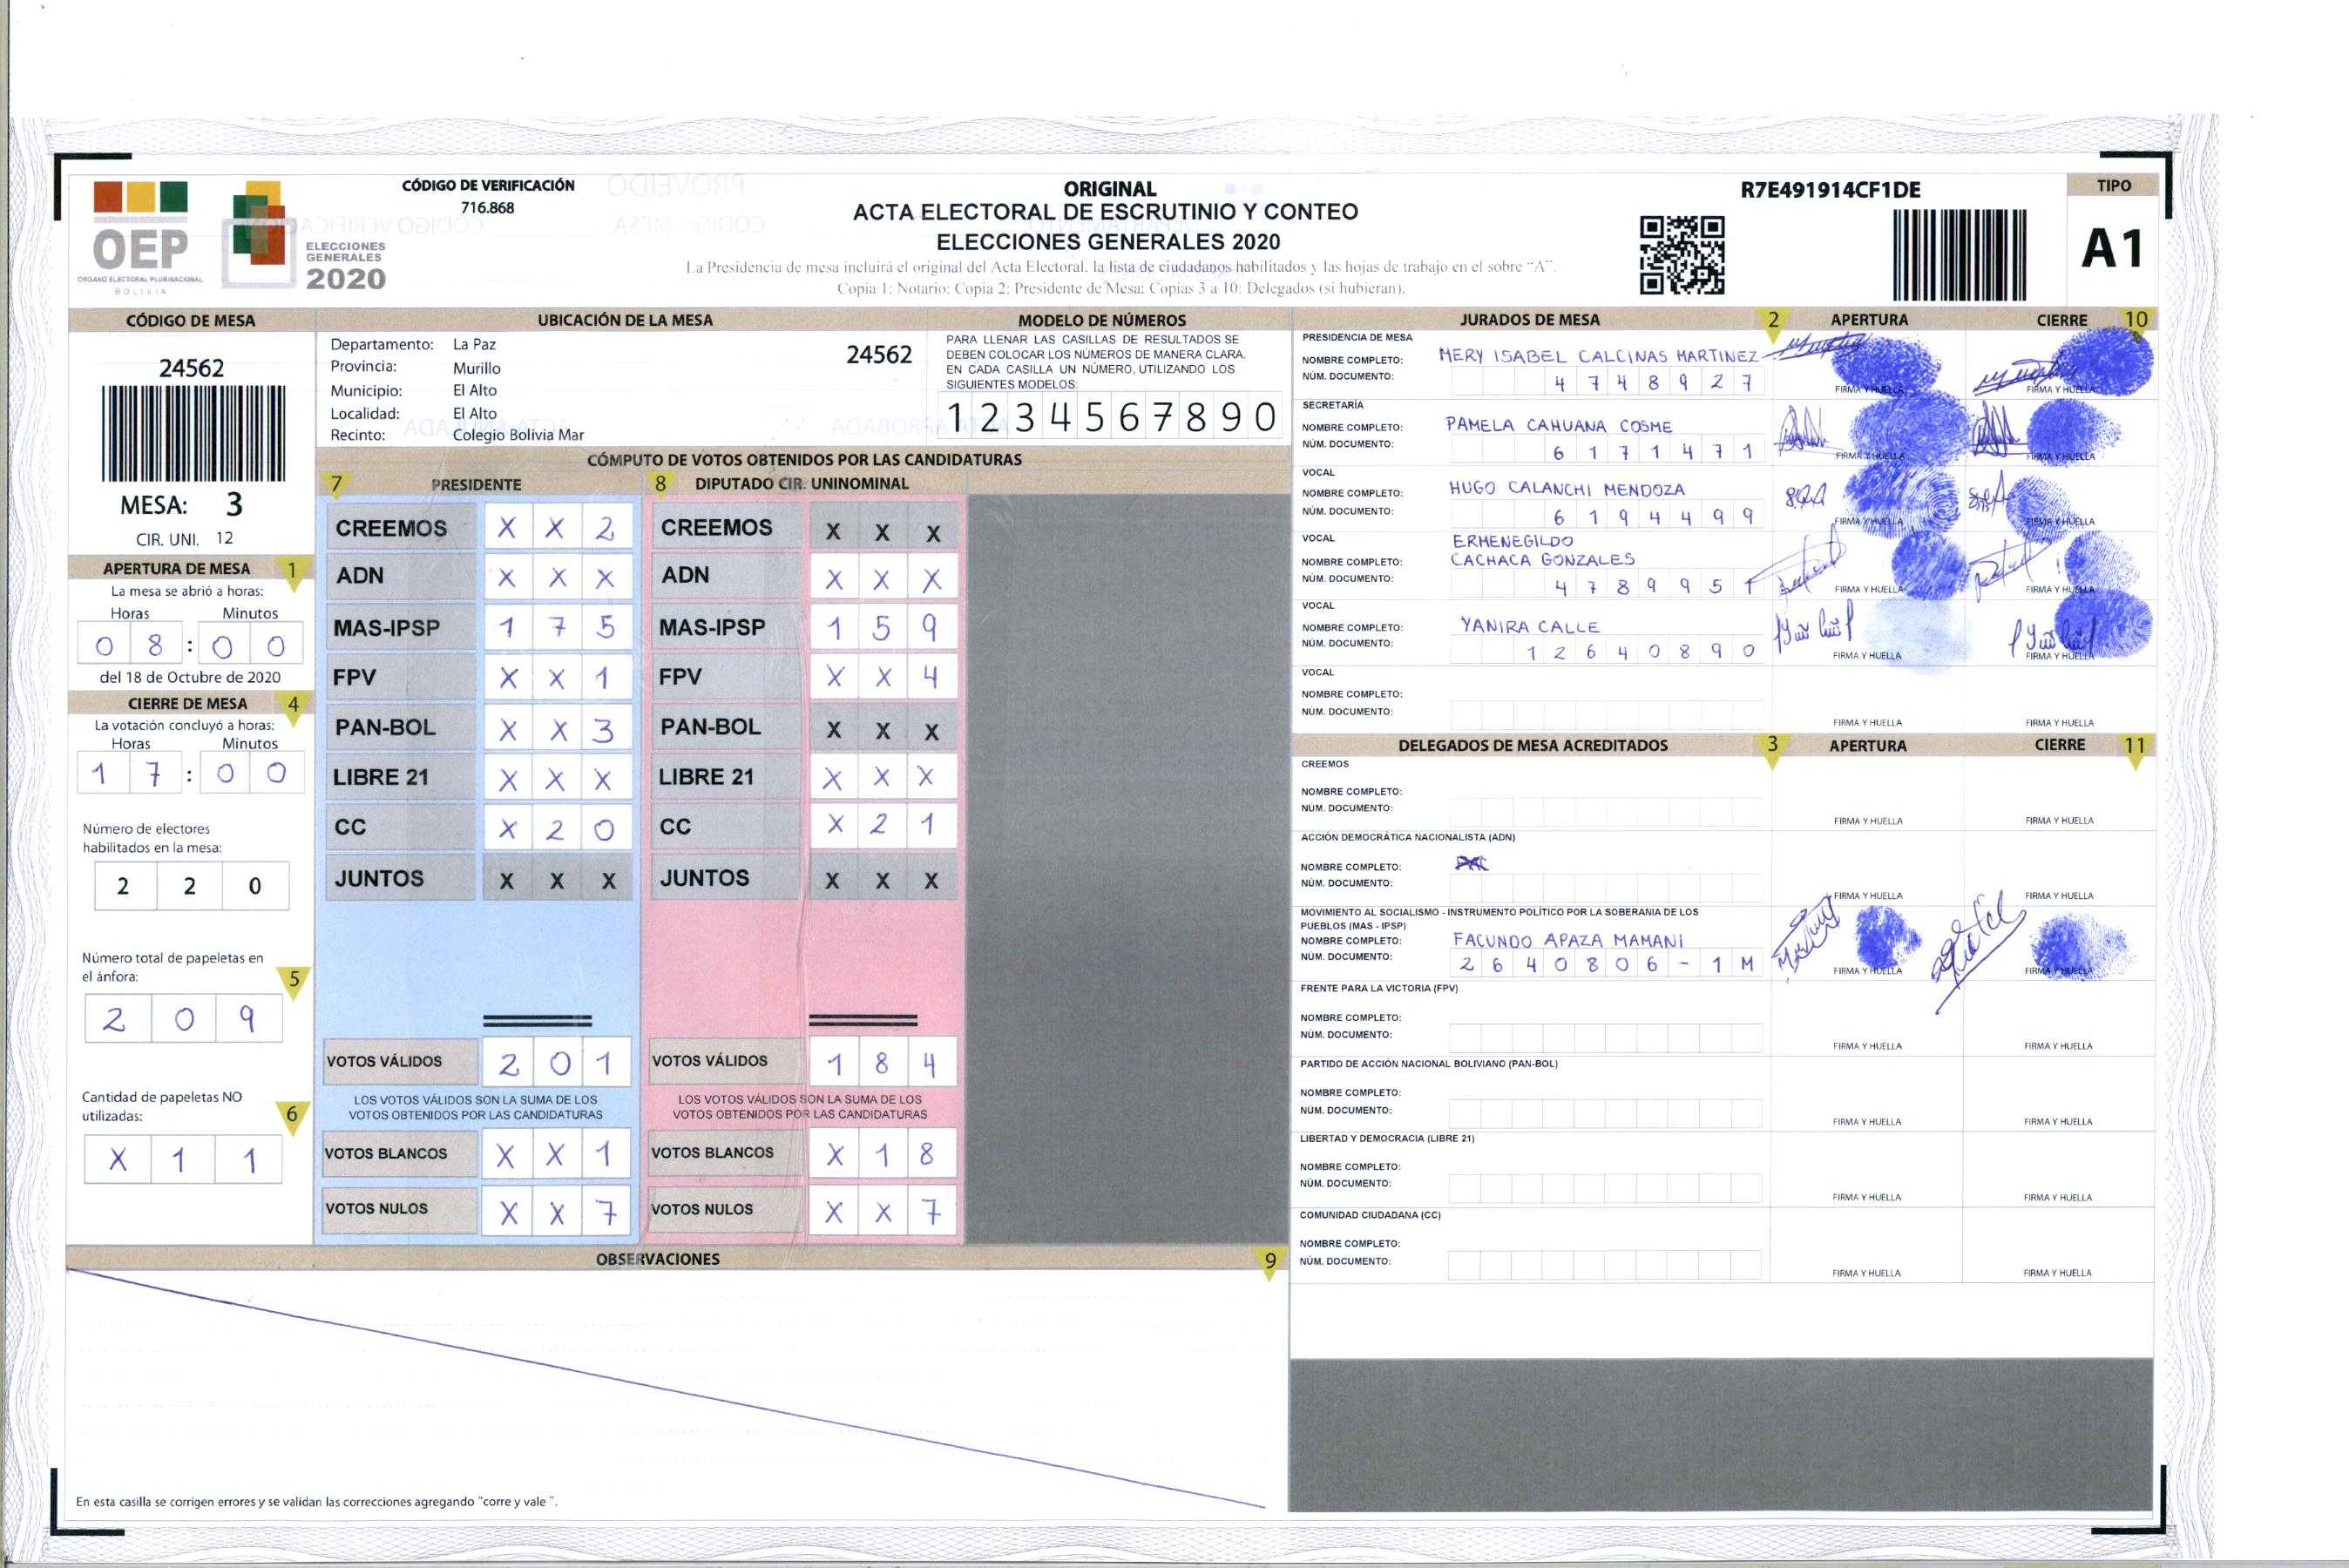 CÓDIGO DE VERIFICACIÓN
716.868
OEP
ORGANO ELECTORAL PLURINACIONAL
BOLIVIA
ELECCIONES
GENERALES
2020
ORIGINAL
ACTA ELECTORAL DE ESCRUTINIO Y CONTEO
ELECCIONES GENERALES 2020
La Presidencia de mesa incluirá el original del Acta Electoral, la lista de ciudadanos habilitados y las hojas de trabajo en el sobre "A".
Copia 1: Notario; Copia 2: Presidente de Mesa; Copias 3 a 10: Delegados (si hubieran).
R7E491914CF1DE
TIPO
A1
CÓDIGO DE MESA
24562
MESA: 3
CIR. UNI. 12
UBICACIÓN DE LA MESA
Departamento: La Paz
24562
Provincia: Murillo
Municipio: El Alto
Localidad: El Alto
Recinto: Colegio Bolivia Mar
MODELO DE NÚMEROS
PARA LLENAR LAS CASILLAS DE RESULTADOS SE
DEBEN COLOCAR LOS NÚMEROS DE MANERA CLARA.
EN CADA CASILLA UN NÚMERO, UTILIZANDO LOS
SIGUIENTES MODELOS:
1 2 3 4 5 6 7 8 9 0
APERTURA DE MESA 1
La mesa se abrió a horas:
Horas Minutos
0 8 : 0 0
del 18 de Octubre de 2020
CIERRE DE MESA 4
La votación concluyó a horas:
Horas Minutos
1 7 : 0 0
Número de electores
habilitados en la mesa:
2 2 0
Número total de papeletas en
el ánfora: 5
2 0 9
Cantidad de papeletas NO
utilizadas: 6
X 1 1
CÓMPUTO DE VOTOS OBTENIDOS POR LAS CANDIDATURAS
7 PRESIDENTE
CREEMOS X X 2
ADN X X X
MAS-IPSP 1 7 5
FPV X X 1
PAN-BOL X X 3
LIBRE 21 X X X
CC X 2 0
JUNTOS X X X
VOTOS VÁLIDOS 2 0 1
LOS VOTOS VÁLIDOS SON LA SUMA DE LOS
VOTOS OBTENIDOS POR LAS CANDIDATURAS
VOTOS BLANCOS X X 1
VOTOS NULOS X X 7
8 DIPUTADO CIR. UNINOMINAL
CREEMOS X X X
ADN X X X
MAS-IPSP 1 5 9
FPV X X 4
PAN-BOL X X X
LIBRE 21 X X X
CC X 2 1
JUNTOS X X X
VOTOS VÁLIDOS 1 8 4
LOS VOTOS VÁLIDOS SON LA SUMA DE LOS
VOTOS OBTENIDOS POR LAS CANDIDATURAS
VOTOS BLANCOS X 1 8
VOTOS NULOS X X 7
OBSERVACIONES 9
En esta casilla se corrigen errores y se validan las correcciones agregando "corre y vale ".
JURADOS DE MESA 2 APERTURA CIERRE 10
PRESIDENCIA DE MESA
NOMBRE COMPLETO: MERY ISABEL CALCINAS MARTINEZ
NÚM. DOCUMENTO: 4 7 4 8 9 2 7
FIRMA Y HUELLA FIRMA Y HUELLA
SECRETARÍA
NOMBRE COMPLETO: PAMELA CAHUANA COSME
NÚM. DOCUMENTO: 6 1 7 1 4 7 1
FIRMA Y HUELLA FIRMA Y HUELLA
VOCAL
NOMBRE COMPLETO: HUGO CALANCHI MENDOZA
NÚM. DOCUMENTO: 6 1 9 4 4 9 9
FIRMA Y HUELLA FIRMA Y HUELLA
VOCAL
ERMENEGILDO
NOMBRE COMPLETO: CACHACA GONZALES
NÚM. DOCUMENTO: 4 7 8 9 9 5 1
FIRMA Y HUELLA FIRMA Y HUELLA
VOCAL
NOMBRE COMPLETO: YANIRA CALLE
NÚM. DOCUMENTO: 1 2 6 4 0 8 9 0
FIRMA Y HUELLA FIRMA Y HUELLA
VOCAL
NOMBRE COMPLETO:
NÚM. DOCUMENTO:
FIRMA Y HUELLA FIRMA Y HUELLA
DELEGADOS DE MESA ACREDITADOS 3 APERTURA CIERRE 11
CREEMOS
NOMBRE COMPLETO:
NÚM. DOCUMENTO:
FIRMA Y HUELLA FIRMA Y HUELLA
ACCIÓN DEMOCRÁTICA NACIONALISTA (ADN)
NOMBRE COMPLETO:
NÚM. DOCUMENTO:
FIRMA Y HUELLA FIRMA Y HUELLA
MOVIMIENTO AL SOCIALISMO - INSTRUMENTO POLÍTICO POR LA SOBERANIA DE LOS
PUEBLOS (MAS - IPSP)
NOMBRE COMPLETO: FACUNDO APAZA MAMANI
NÚM. DOCUMENTO: 2 6 4 0 8 0 6 - 1 M
FIRMA Y HUELLA FIRMA Y HUELLA
FRENTE PARA LA VICTORIA (FPV)
NOMBRE COMPLETO:
NÚM. DOCUMENTO:
FIRMA Y HUELLA FIRMA Y HUELLA
PARTIDO DE ACCIÓN NACIONAL BOLIVIANO (PAN-BOL)
NOMBRE COMPLETO:
NÚM. DOCUMENTO:
FIRMA Y HUELLA FIRMA Y HUELLA
LIBERTAD Y DEMOCRACIA (LIBRE 21)
NOMBRE COMPLETO:
NÚM. DOCUMENTO:
FIRMA Y HUELLA FIRMA Y HUELLA
COMUNIDAD CIUDADANA (CC)
NOMBRE COMPLETO:
NÚM. DOCUMENTO:
FIRMA Y HUELLA FIRMA Y HUELLA